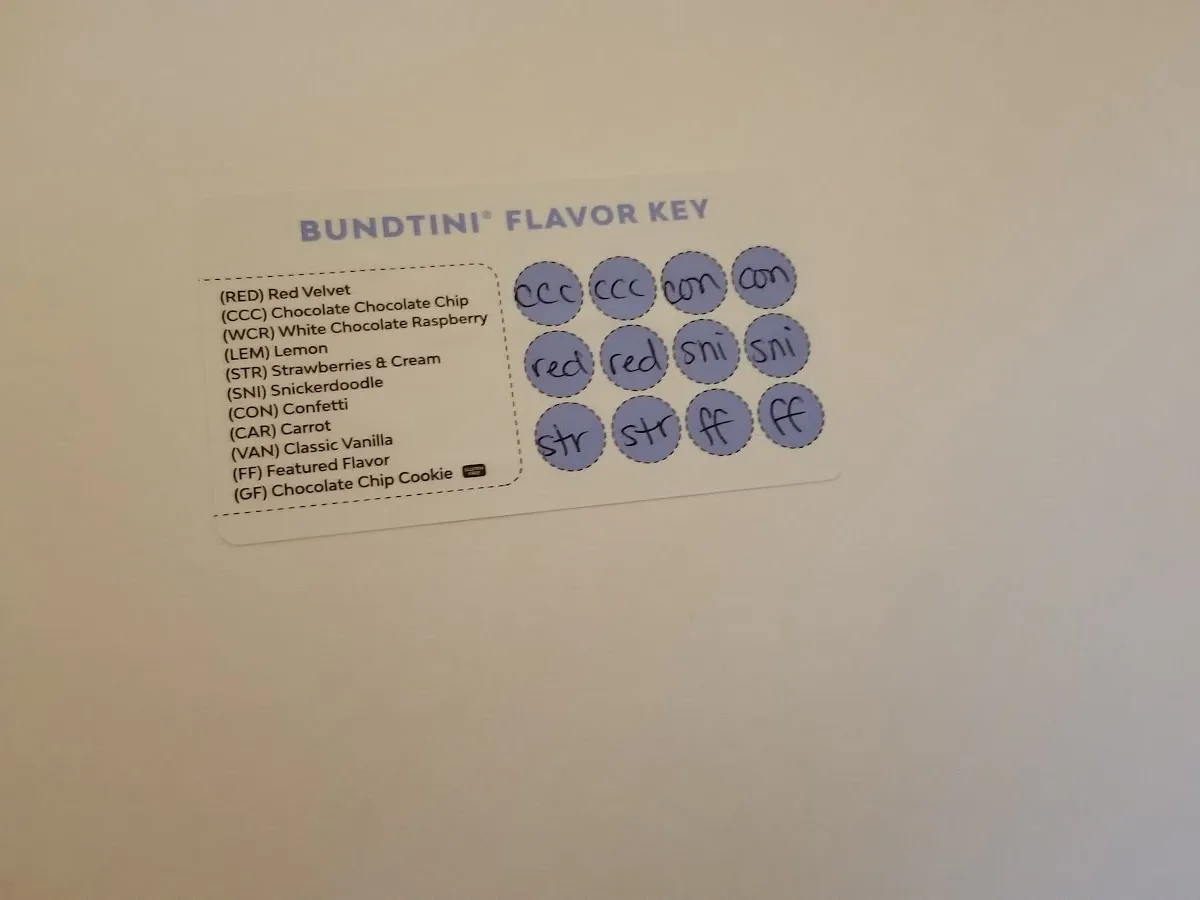 BUNDTINI® FLAVOR KEY
(RED) Red Velvet
(CCC) Chocolate Chocolate Chip
(WCR) White Chocolate Raspberry
(LEM) Lemon
(STR) Strawberries & Cream
(SNI) Snickerdoodle
(CON) Confetti
(CAR) Carrot
(VAN) Classic Vanilla
(FF) Featured Flavor
(GF) Chocolate Chip Cookie GLUTEN FREE
ccc ccc con con
red red sni sni
str str ff ff